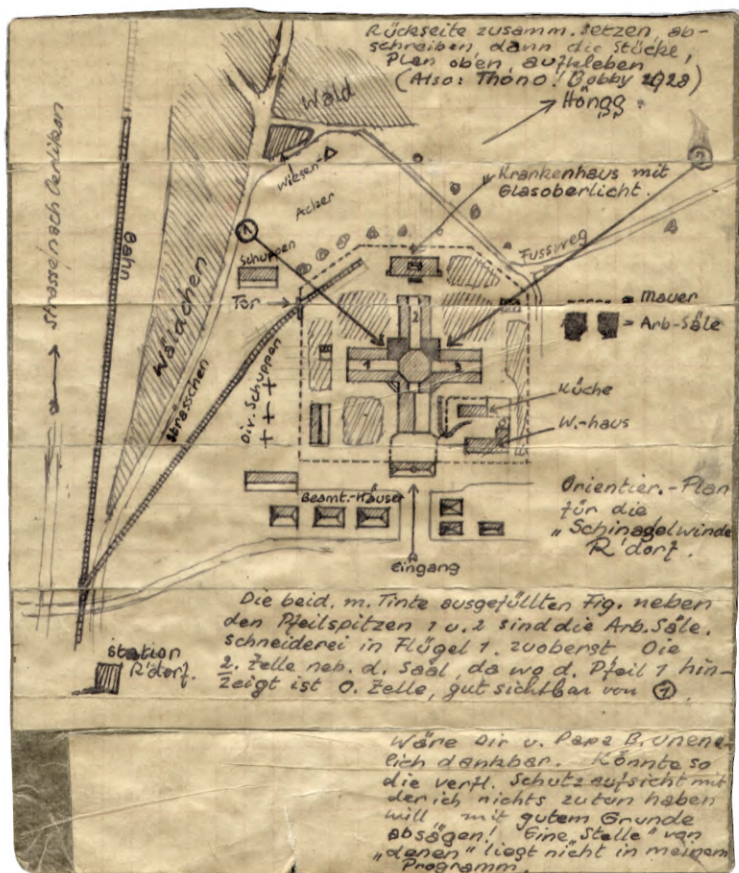 Rückseite zusamm. setzen, ab-
schreiben, dann die Stücke,
Plan oben, aufkleben
(Also: Thono! Bobby 1928)
Höngg
Wald
Wiesen-
Acker
Krankenhaus mit
Glasoberlicht.
2
1
Fussweg
Strasse nach Oerlikon
Bahn
Wäldchen
Strässchen
Schuppen
Tor
Div. Schuppen
= Mauer
= Arb-Säle
2
1
3
Küche
W.-haus
Beamt.-Häuser
Eingang
Orientier.-Plan
für die
"Schinagelwinde
R'dorf.
Station
R'dorf.
Die beid. m. Tinte ausgefüllten Fig. neben
den Pfeilspitzen 1 u. 2 sind die Arb. Säle.
Schneiderei in Flügel 1. zuoberst. Die
2. Zelle neb. d. Saal, da wo d. Pfeil 1 hin-
zeigt ist O. Zelle, gut sichtbar von 1
Wäre Dir u. Papa B. unend-
lich dankbar. Könnte so
die verfl. Schutzaufsicht mit
der ich nichts zu tun haben
will mit gutem Grunde
absägen! Eine "Stelle" von
"denen" liegt nicht in meinem
Programm.